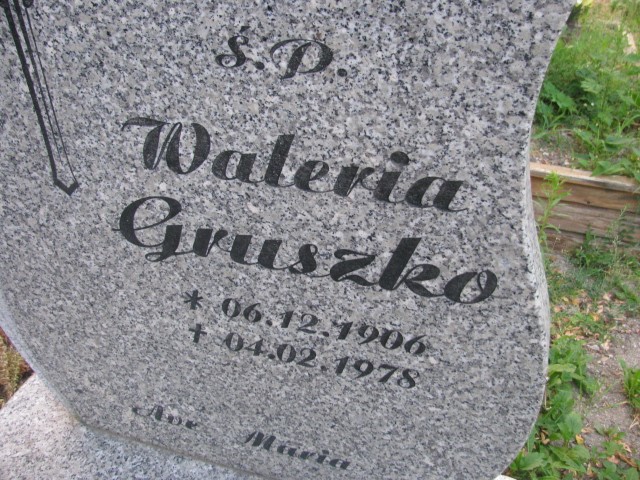 Ś.P.
Waleria
Gruszko
* 06.12.1906
+ 04.02.1978
Ave Maria